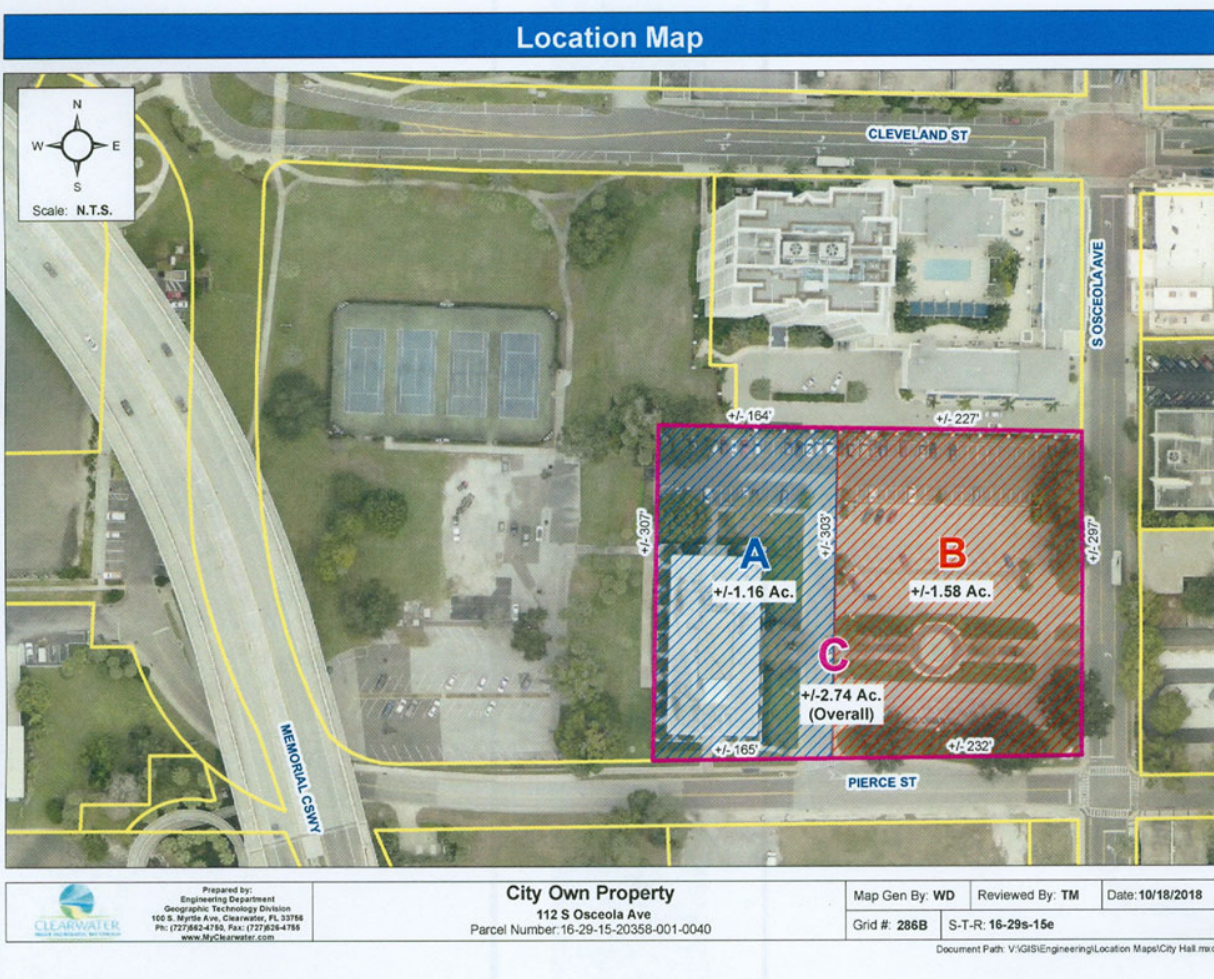 Location Map
N
W E
S
Scale: N.T.S.
CLEVELAND ST
S OSCEOLA AVE
+/- 164'
+/- 227'
+/- 307'
+/- 303'
+/- 297'
A
+/-1.16 Ac.
B
+/-1.58 Ac.
C
+/-2.74 Ac.
(Overall)
+/- 165'
+/- 232'
PIERCE ST
MEMORIAL CSWY
CLEARWATER
Prepared by:
Engineering Department
Geographic Technology Division
100 S. Myrtle Ave, Clearwater, FL 33756
Ph: (727)562-4750, Fax: (727)526-4755
www.MyClearwater.com
City Own Property
112 S Osceola Ave
Parcel Number:16-29-15-20358-001-0040
Map Gen By: WD
Reviewed By: TM
Date:10/18/2018
Grid #: 286B
S-T-R: 16-29s-15e
Document Path: V:\GIS\Engineering\Location Maps\City Hall.mxd